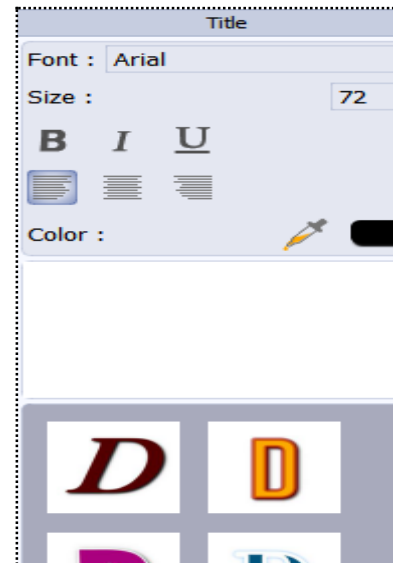 Title
Font : Arial
Size : 72
B I U
Color :
D D